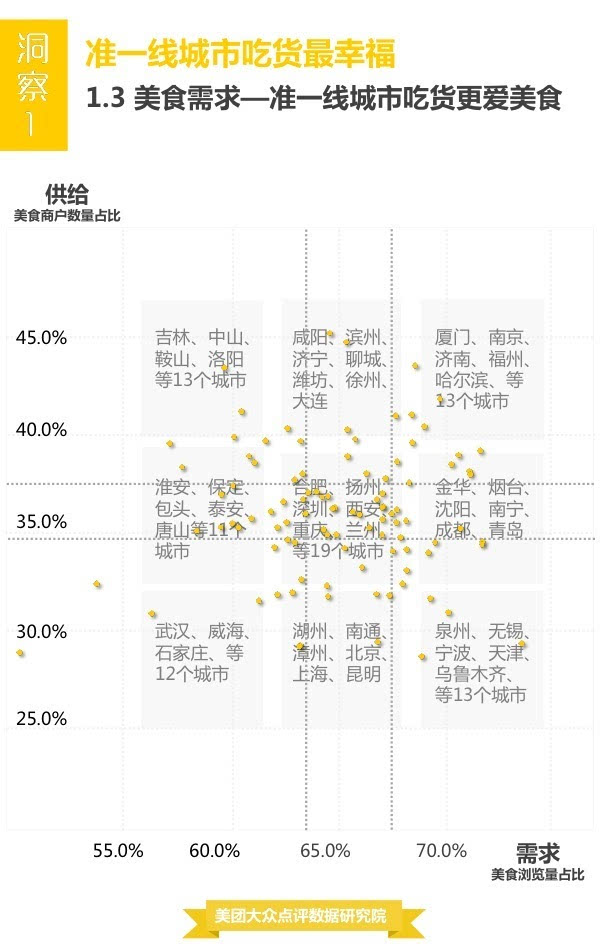 洞
察
1
准一线城市吃货最幸福
1.3 美食需求—准一线城市吃货更爱美食
供给
美食商户数量占比
45.0%
吉林、中山、
鞍山、洛阳
等13个城市
咸阳、滨州、
济宁、聊城、
潍坊、徐州、
大连
厦门、南京、
济南、福州、
哈尔滨、等
13个城市
40.0%
淮安、保定、
包头、泰安、
唐山等11个
城市
合肥、扬州、
深圳、西安、
重庆、兰州、
等19个城市
金华、烟台、
沈阳、南宁、
成都、青岛
35.0%
30.0%
武汉、威海、
石家庄、等
12个城市
湖州、南通、
漳州、北京、
上海、昆明
泉州、无锡、
宁波、天津、
乌鲁木齐、
等13个城市
25.0%
55.0%
60.0%
65.0%
70.0%
需求
美食浏览量占比
美团大众点评数据研究院